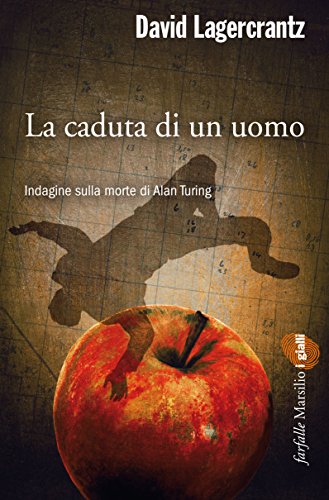 David Lagercrantz
La caduta di un uomo
Indagine sulla morte di Alan Turing
farfalle Marsilio i gialli